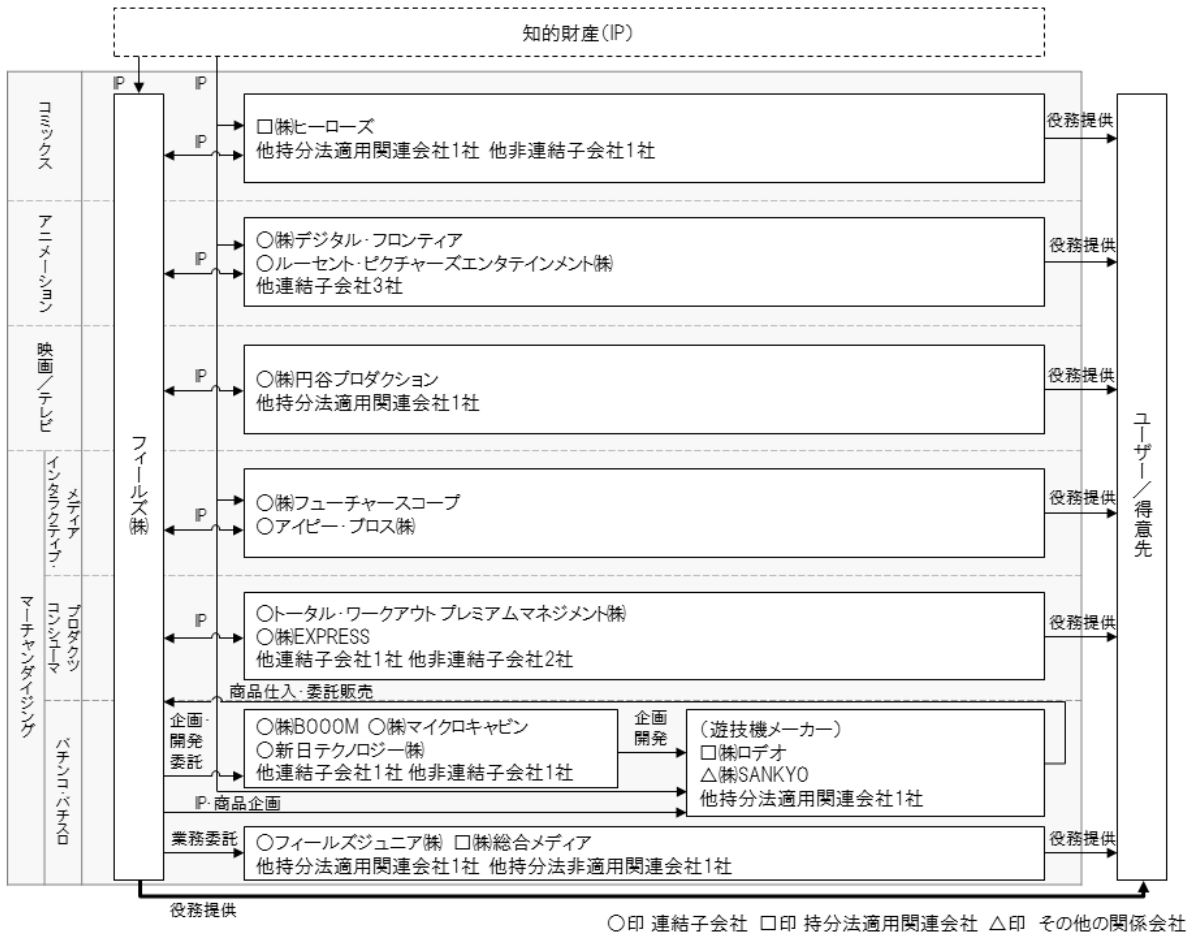 知的財産(IP)
IP
IP
コミックス
IP
□㈱ヒーローズ
他持分法適用関連会社1社 他非連結子会社1社
役務提供
アニメーション
IP
○㈱デジタル・フロンティア
○ルーセント・ピクチャーズエンタテインメント㈱
他連結子会社3社
役務提供
映画／テレビ
IP
○㈱円谷プロダクション
他持分法適用関連会社1社
役務提供
フィールズ㈱
ユーザー／得意先
マーチャンダイジング
インタラクティブ・
メディア
IP
○㈱フューチャースコープ
○アイピー・ブロス㈱
役務提供
コンシューマ
プロダクツ
IP
○トータル・ワークアウト プレミアムマネジメント㈱
○㈱EXPRESS
他連結子会社1社 他非連結子会社2社
役務提供
パチンコ・パチスロ
商品仕入・委託販売
企画・
開発
委託
○㈱BOOOM ○㈱マイクロキャビン
○新日テクノロジー㈱
他連結子会社1社 他非連結子会社1社
企画
開発
（遊技機メーカー）
□㈱ロデオ
△㈱SANKYO
他持分法適用関連会社1社
IP・商品企画
業務委託
○フィールズジュニア㈱ □㈱総合メディア
他持分法適用関連会社1社 他持分法非適用関連会社1社
役務提供
役務提供
○印 連結子会社 □印 持分法適用関連会社 △印 その他の関係会社